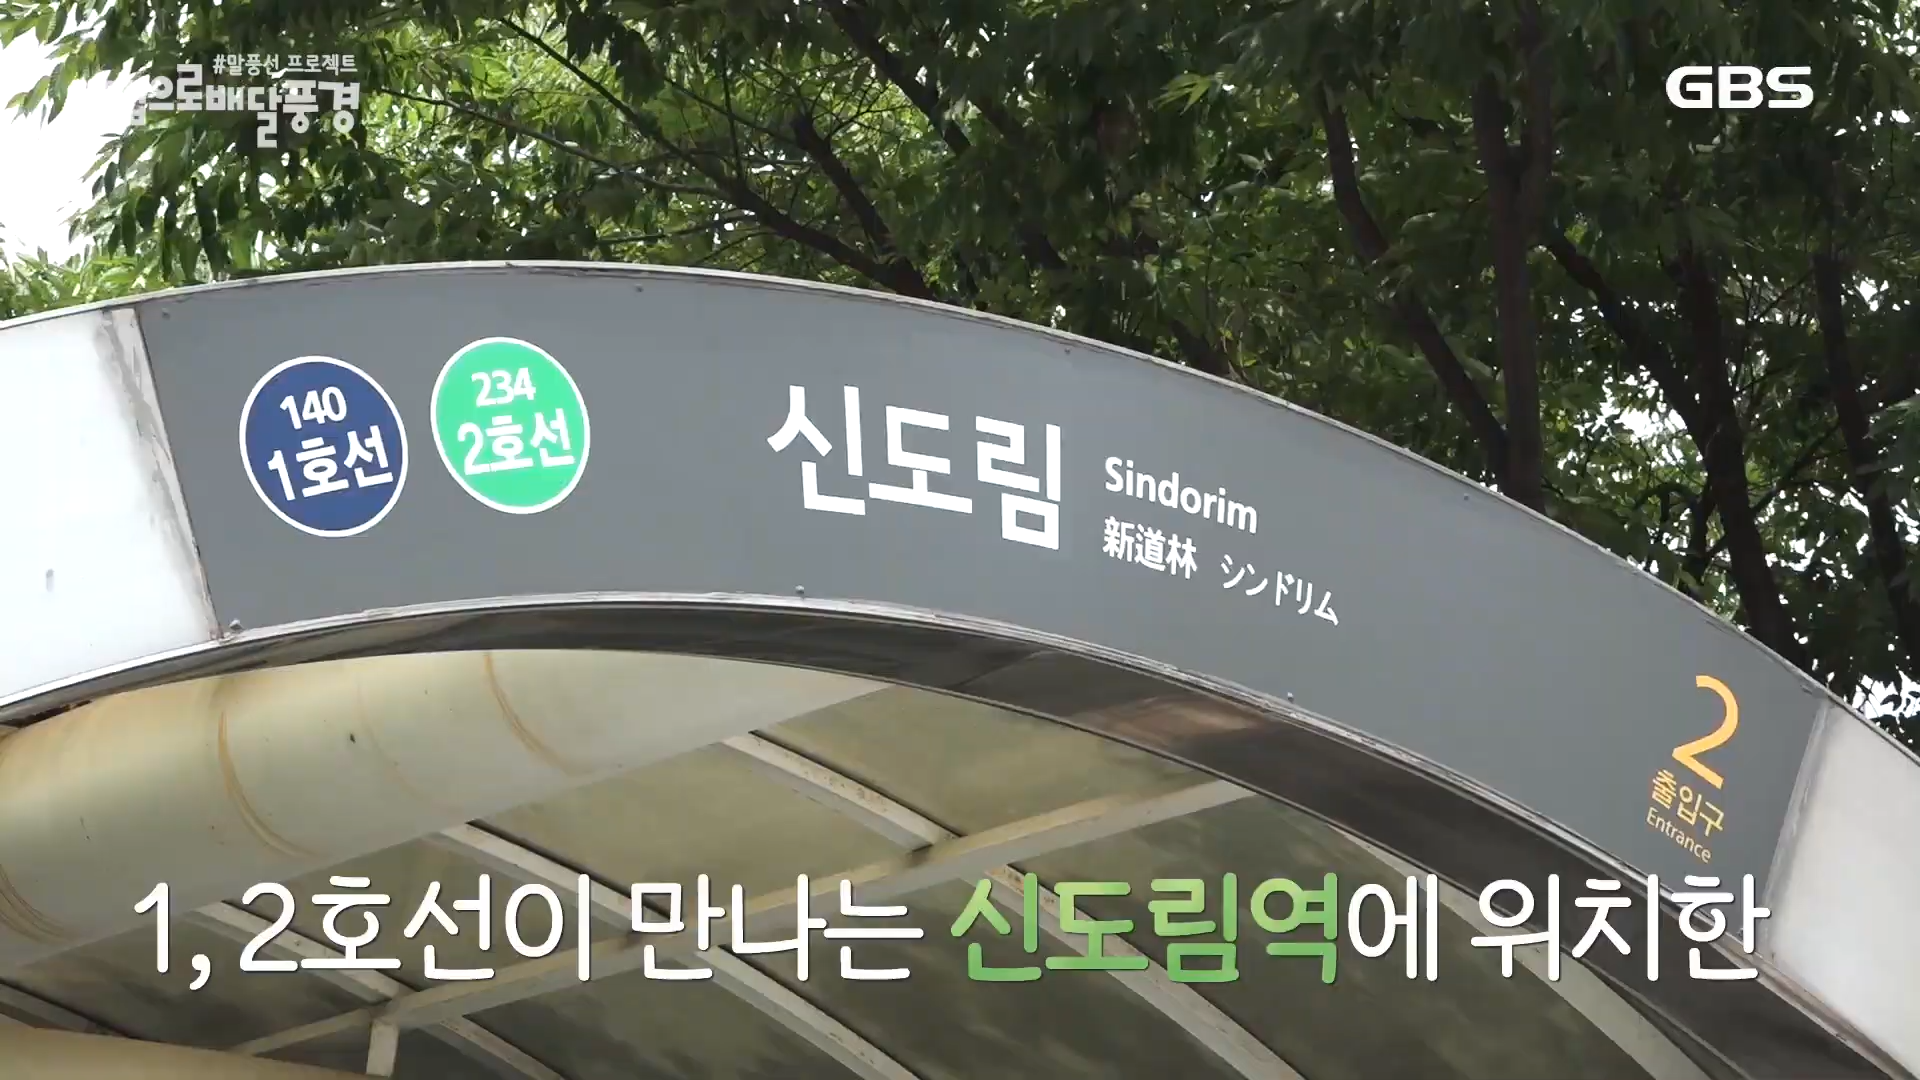 #말풍선 프로젝트
으로배달풍경
GBS
140
1호선
234
2호선
신도림
Sindorim
新道林 シンドリム
2
출입구
Entrance
1, 2호선이 만나는 신도림역에 위치한